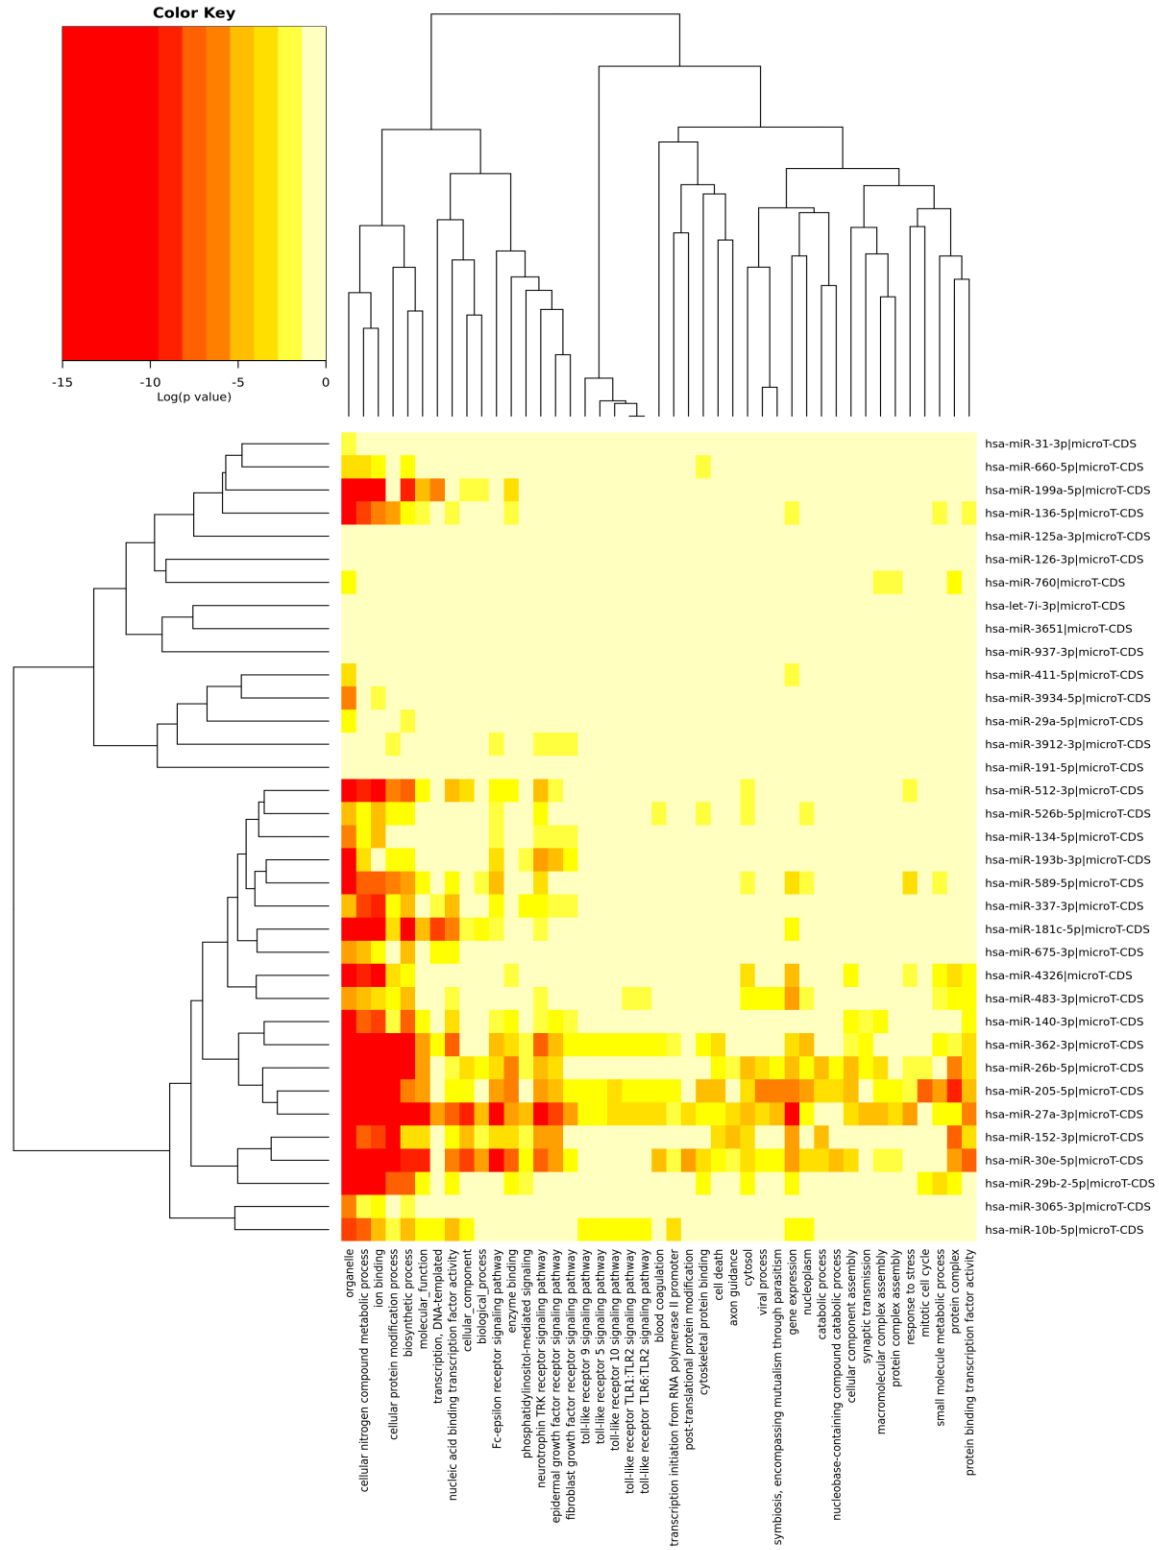 Color Key
-15
-10
-5
0
Log(p value)
hsa-miR-31-3p|microT-CDS
hsa-miR-660-5p|microT-CDS
hsa-miR-199a-5p|microT-CDS
hsa-miR-136-5p|microT-CDS
hsa-miR-125a-3p|microT-CDS
hsa-miR-126-3p|microT-CDS
hsa-miR-760|microT-CDS
hsa-let-7i-3p|microT-CDS
hsa-miR-3651|microT-CDS
hsa-miR-937-3p|microT-CDS
hsa-miR-411-5p|microT-CDS
hsa-miR-3934-5p|microT-CDS
hsa-miR-29a-5p|microT-CDS
hsa-miR-3912-3p|microT-CDS
hsa-miR-191-5p|microT-CDS
hsa-miR-512-3p|microT-CDS
hsa-miR-526b-5p|microT-CDS
hsa-miR-134-5p|microT-CDS
hsa-miR-193b-3p|microT-CDS
hsa-miR-589-5p|microT-CDS
hsa-miR-337-3p|microT-CDS
hsa-miR-181c-5p|microT-CDS
hsa-miR-675-3p|microT-CDS
hsa-miR-4326|microT-CDS
hsa-miR-483-3p|microT-CDS
hsa-miR-140-3p|microT-CDS
hsa-miR-362-3p|microT-CDS
hsa-miR-26b-5p|microT-CDS
hsa-miR-205-5p|microT-CDS
hsa-miR-27a-3p|microT-CDS
hsa-miR-152-3p|microT-CDS
hsa-miR-30e-5p|microT-CDS
hsa-miR-29b-2-5p|microT-CDS
hsa-miR-3065-3p|microT-CDS
hsa-miR-10b-5p|microT-CDS
organelle
cellular nitrogen compound metabolic process
ion binding
cellular protein modification process
biosynthetic process
molecular_function
transcription, DNA-templated
nucleic acid binding transcription factor activity
cellular_component
biological_process
Fc-epsilon receptor signaling pathway
enzyme binding
phosphatidylinositol-mediated signaling
neurotrophin TRK receptor signaling pathway
epidermal growth factor receptor signaling pathway
fibroblast growth factor receptor signaling pathway
toll-like receptor 9 signaling pathway
toll-like receptor 5 signaling pathway
toll-like receptor 10 signaling pathway
toll-like receptor TLR1:TLR2 signaling pathway
toll-like receptor TLR6:TLR2 signaling pathway
blood coagulation
transcription initiation from RNA polymerase II promoter
post-translational protein modification
cytoskeletal protein binding
cell death
axon guidance
cytosol
viral process
symbiosis, encompassing mutualism through parasitism
gene expression
nucleoplasm
catabolic process
nucleobase-containing compound catabolic process
cellular component assembly
synaptic transmission
macromolecular complex assembly
protein complex assembly
response to stress
mitotic cell cycle
small molecule metabolic process
protein complex
protein binding transcription factor activity